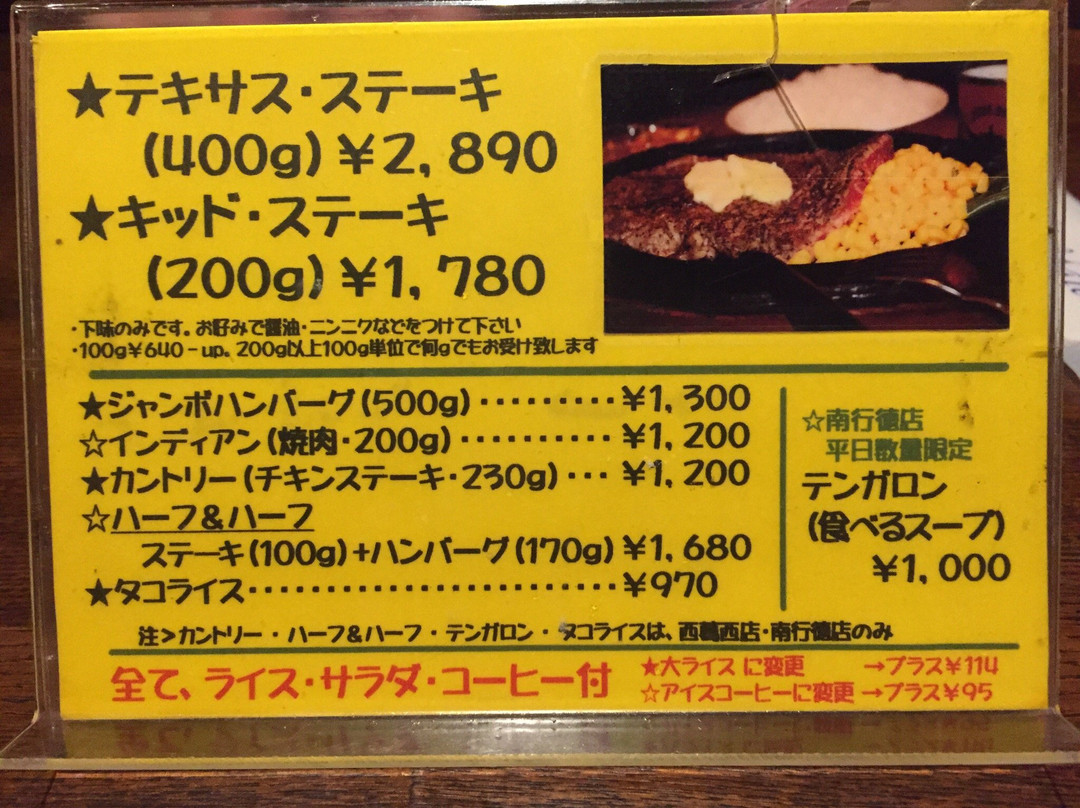 ★テキサス・ステーキ
(400g)￥2,890
★キッド・ステーキ
(200g)￥1,780
・下味のみです。お好みで醤油・ニンニクなどをつけて下さい
・100g￥640－up。200g以上100g単位で何gでもお受け致します
★ジャンボハンバーグ(500g)・・・・・・・・・￥1,300
☆インディアン(焼肉・200g)・・・・・・・・・・￥1,200
★カントリー(チキンステーキ・230g)・・・￥1,200
☆ハーフ＆ハーフ
ステーキ(100g)+ハンバーグ(170g)￥1,680
★タコライス・・・・・・・・・・・・・・・・・・・・・・・・￥970
☆南行徳店
平日数量限定
テンガロン
(食べるスープ)
￥1,000
注＞カントリー・ハーフ＆ハーフ・テンガロン・タコライスは、西葛西店・南行徳店のみ
全て、ライス・サラダ・コーヒー付
★大ライスに変更　→プラス￥114
☆アイスコーヒーに変更→プラス￥95